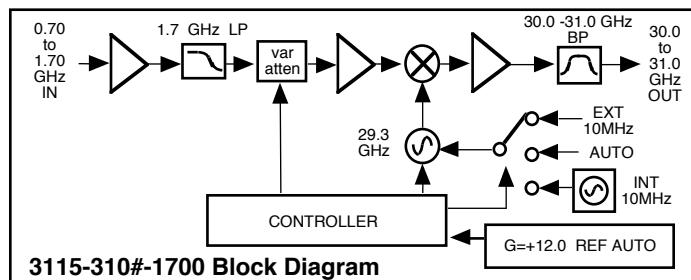 0.70
to
1.70
GHz
IN
1.7 GHz LP
var
atten
30.0 -31.0 GHz
BP
30.0
to
31.0
GHz
OUT
29.3
GHz
EXT
10MHz
AUTO
INT
10MHz
CONTROLLER
G=+12.0 REF AUTO
3115-310#-1700 Block Diagram